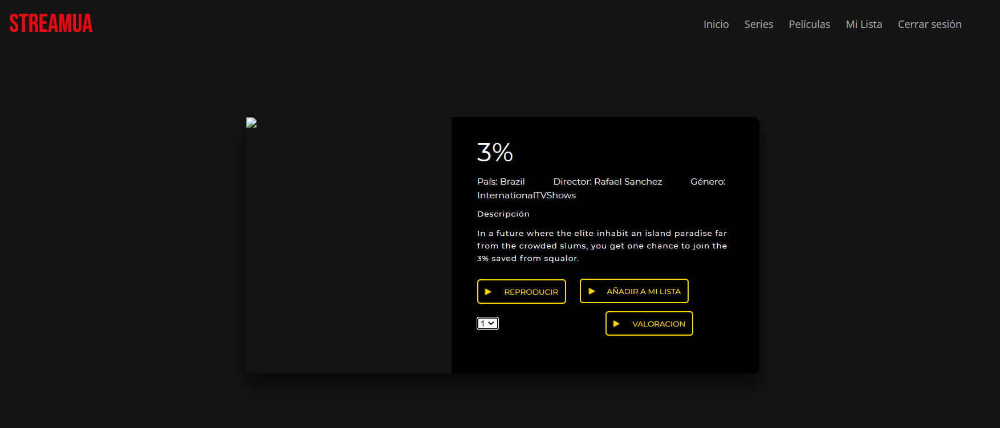 STREAMUA
Inicio Series Películas Mi Lista Cerrar sesión
3%
País: Brazil Director: Rafael Sanchez Género:
InternationalTVShows
Descripción
In a future where the elite inhabit an island paradise far
from the crowded slums, you get one chance to join the
3% saved from squalor.
REPRODUCIR AÑADIR A MI LISTA
1 VALORACION